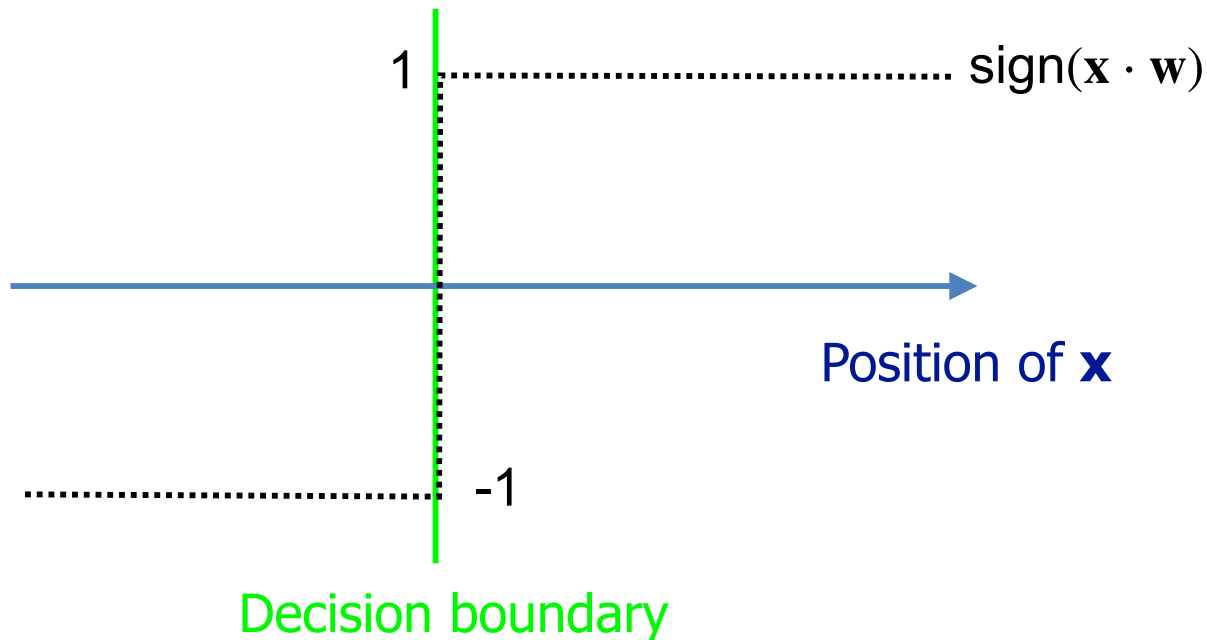 1
sign(x · w)
Position of x
-1
Decision boundary